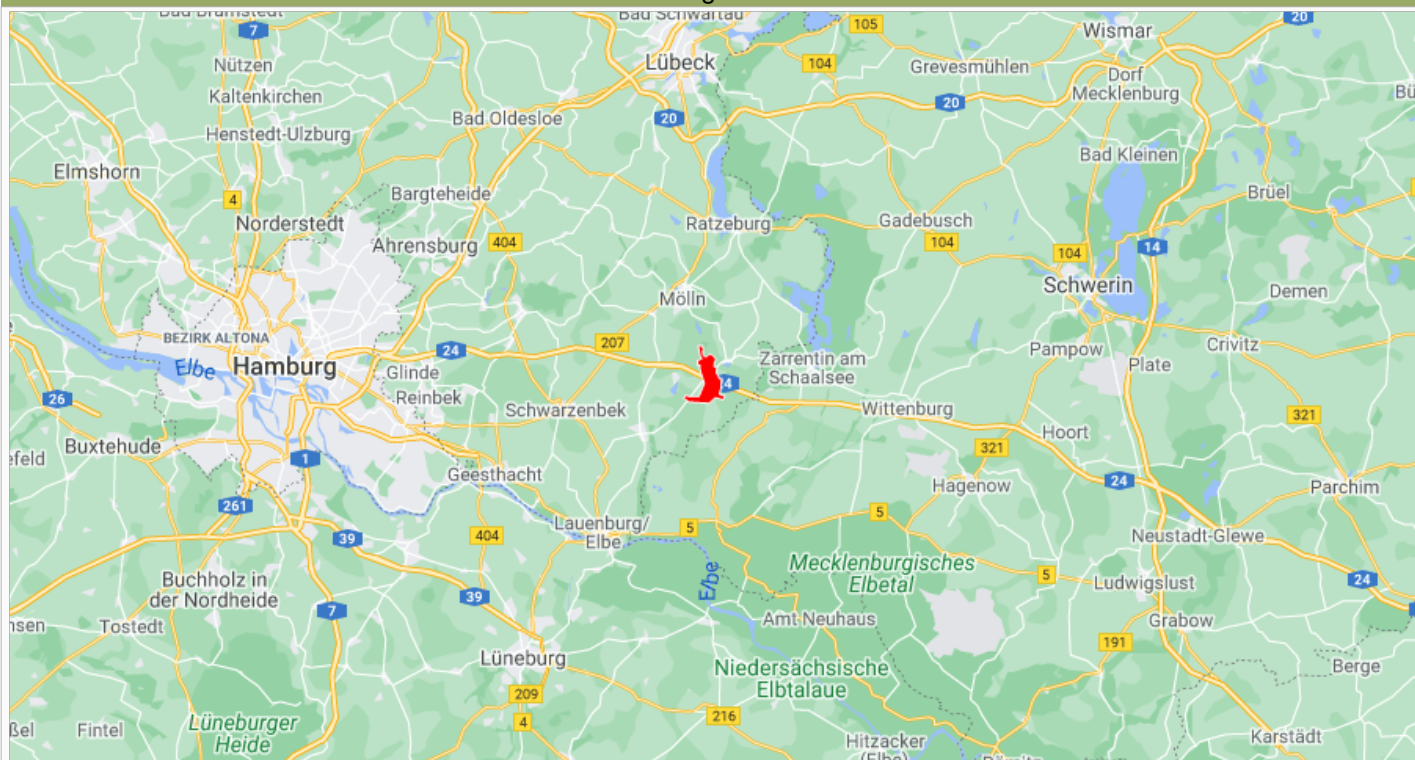 Bad Bramstedt
Bad Schwartau
20
105
7
Wismar
Lübeck
104
Grevesmühlen
Nützen
Dorf
Mecklenburg
Kaltenkirchen
20
Bad Oldesloe
20
Henstedt-Ulzburg
Bad Kleinen
Elmshorn
Bargteheide
Brüel
4
Norderstedt
Ratzeburg
Gadebusch
Ahrensburg
404
104
14
104
Schwerin
Demen
Mölln
BEZIRK ALTONA
207
Crivitz
24
Pampow
Elbe
Hamburg
Zarrentin am
Schaalsee
Plate
Glinde
4
26
Reinbek
Schwarzenbek
Wittenburg
321
Hoort
Buxtehude
321
efeld
1
Geesthacht
24
Hagenow
Parchim
261
5
Lauenburg/
Elbe
5
404
Neustadt-Glewe
39
Mecklenburgisches
Elbetal
Elbe
5
24
Buchholz in
der Nordheide
Ludwigslust
39
7
nsen
Tostedt
Amt Neuhaus
Grabow
191
Lüneburg
Niedersächsische
Elbtalaue
Berge
209
216
4
ßel
Fintel
Lüneburger
Heide
Hitzacker
(Elbe)
Karstädt